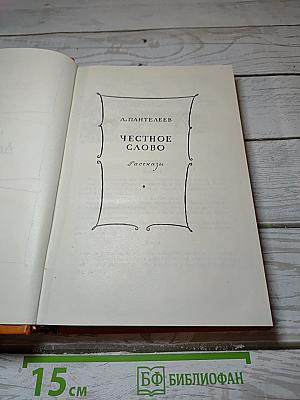 Л. ПАНТЕЛЕЕВ
ЧЕСТНОЕ
СЛОВО
Рассказы
15 см
БФ БИБЛИОФАН